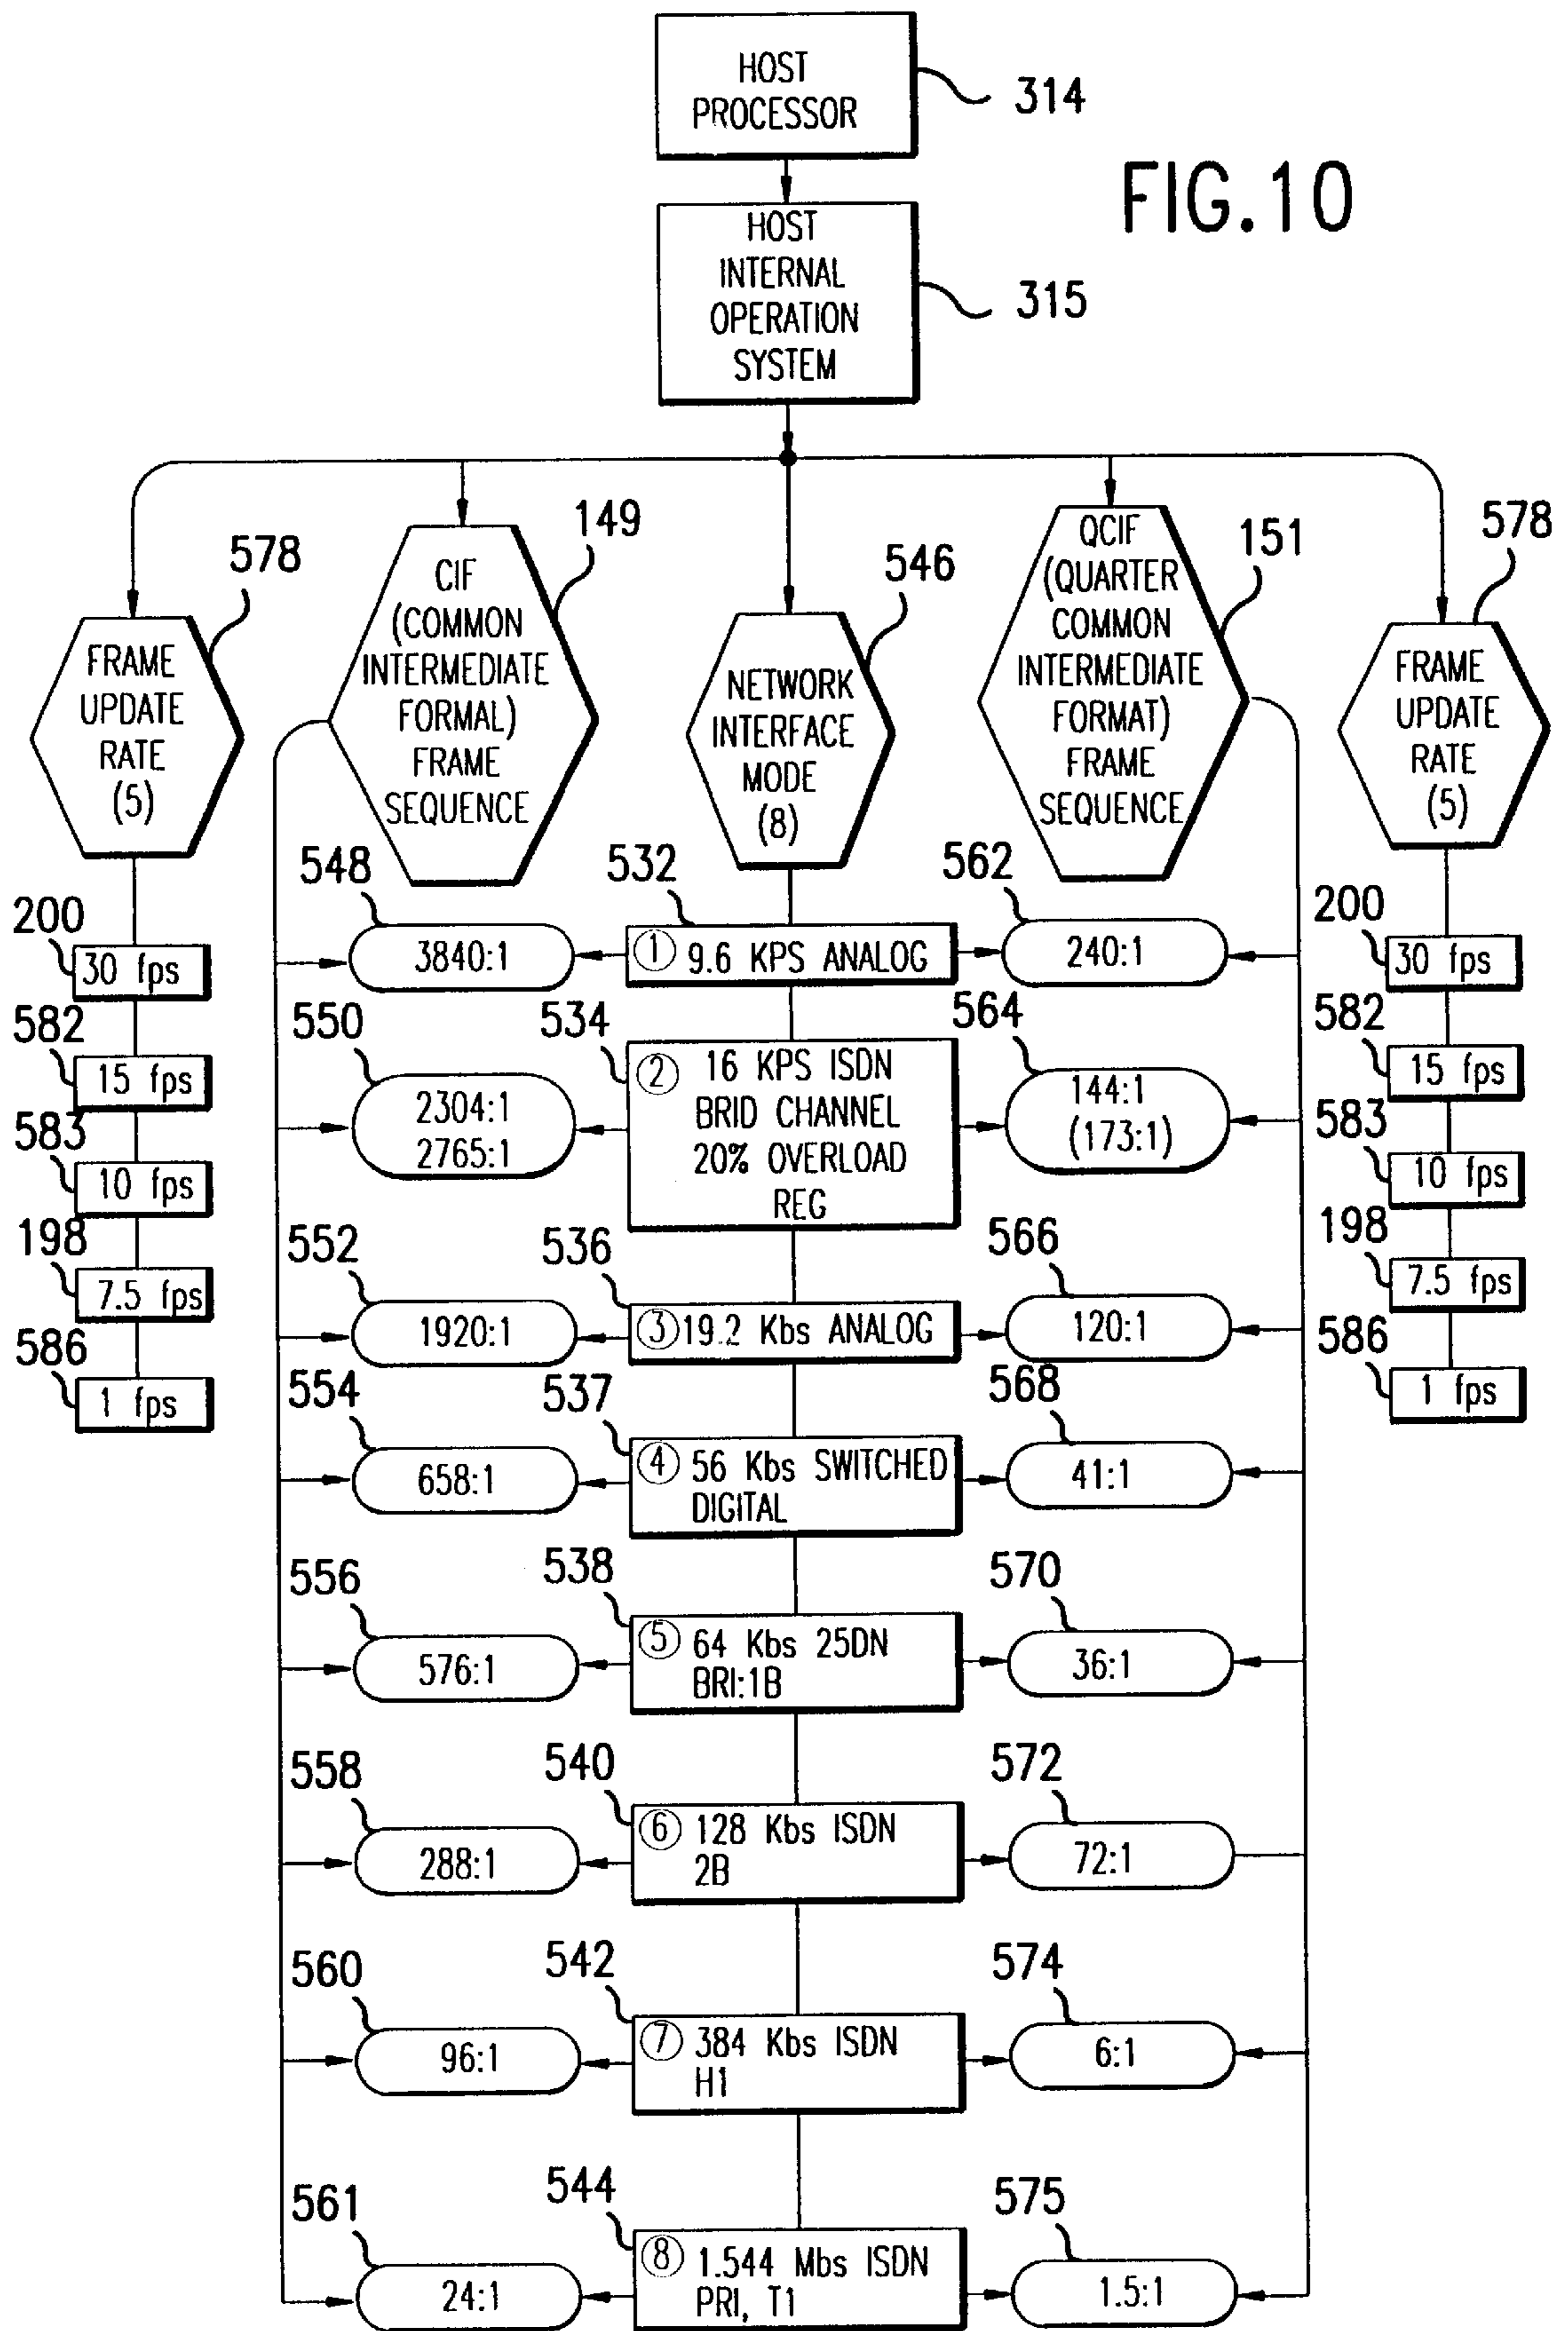 HOST
PROCESSOR
314
FIG.10
HOST
INTERNAL
OPERATION
SYSTEM
315
578
FRAME
UPDATE
RATE
(5)
149
CIF
(COMMON
INTERMEDIATE
FORMAL)
FRAME
SEQUENCE
546
NETWORK
INTERFACE
MODE
(8)
151
QCIF
(QUARTER
COMMON
INTERMEDIATE
FORMAT)
FRAME
SEQUENCE
578
FRAME
UPDATE
RATE
(5)
200
30 fps
582
15 fps
583
10 fps
198
7.5 fps
586
1 fps
548
3840:1
532
① 9.6 KPS ANALOG
562
240:1
550
2304:1
2765:1
534
② 16 KPS ISDN
BRID CHANNEL
20% OVERLOAD
REG
564
144:1
(173:1)
552
1920:1
536
③ 19.2 Kbs ANALOG
566
120:1
554
658:1
537
④ 56 Kbs SWITCHED
DIGITAL
568
41:1
556
576:1
538
⑤ 64 Kbs 25DN
BRI:1B
570
36:1
558
288:1
540
⑥ 128 Kbs ISDN
2B
572
72:1
560
96:1
542
⑦ 384 Kbs ISDN
H1
574
6:1
561
24:1
544
⑧ 1.544 Mbs ISDN
PRI, T1
575
1.5:1
200
30 fps
582
15 fps
583
10 fps
198
7.5 fps
586
1 fps